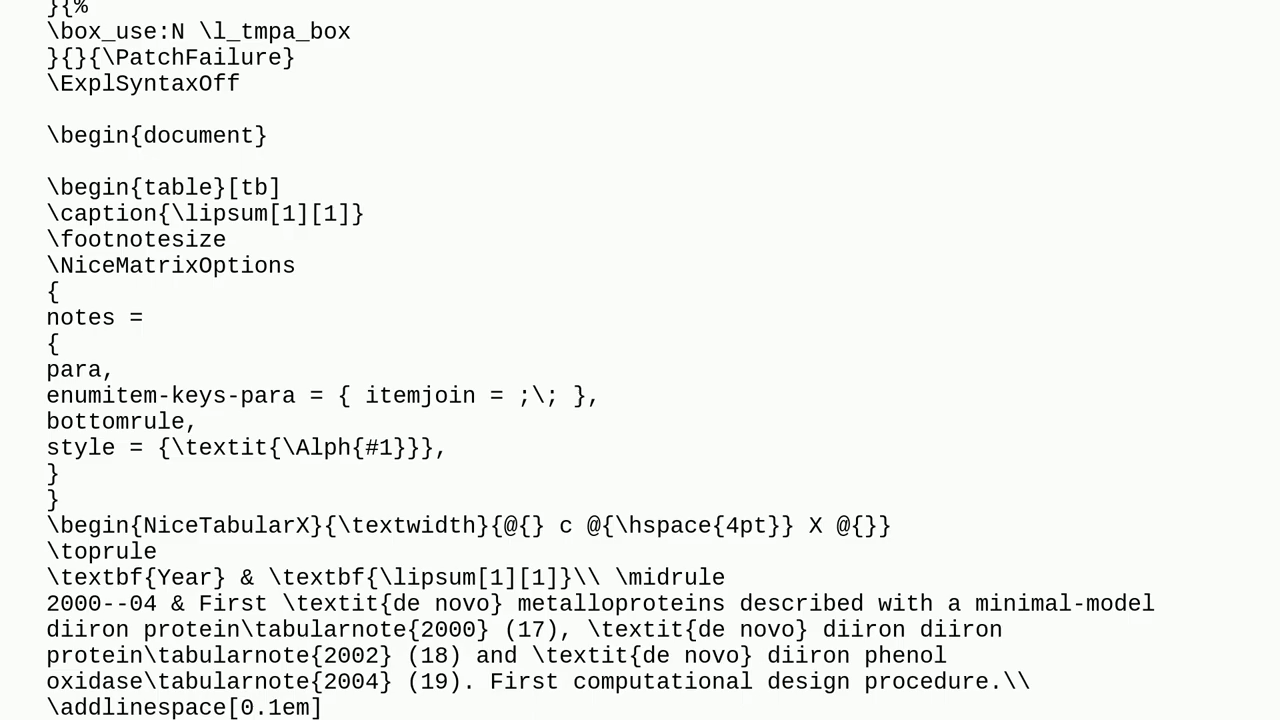 }{%
\box_use:N \l_tmpa_box
}{}{\PatchFailure}
\ExplSyntaxOff
\begin{document}
\begin{table}[tb]
\caption{\lipsum[1][1]}
\footnotesize
\NiceMatrixOptions
{
notes =
{
para,
enumitem-keys-para = { itemjoin = ;\; },
bottomrule,
style = {\textit{\Alph{#1}}},
}
}
\begin{NiceTabularX}{\textwidth}{@{} c @{\hspace{4pt}} X @{}}
\toprule
\textbf{Year} & \textbf{\lipsum[1][1]}\\ \midrule
2000--04 & First \textit{de novo} metalloproteins described with a minimal-model
diiron protein\tabularnote{2000} (17), \textit{de novo} diiron diiron
protein\tabularnote{2002} (18) and \textit{de novo} diiron phenol
oxidase\tabularnote{2004} (19). First computational design procedure.\\
\addlinespace[0.1em]